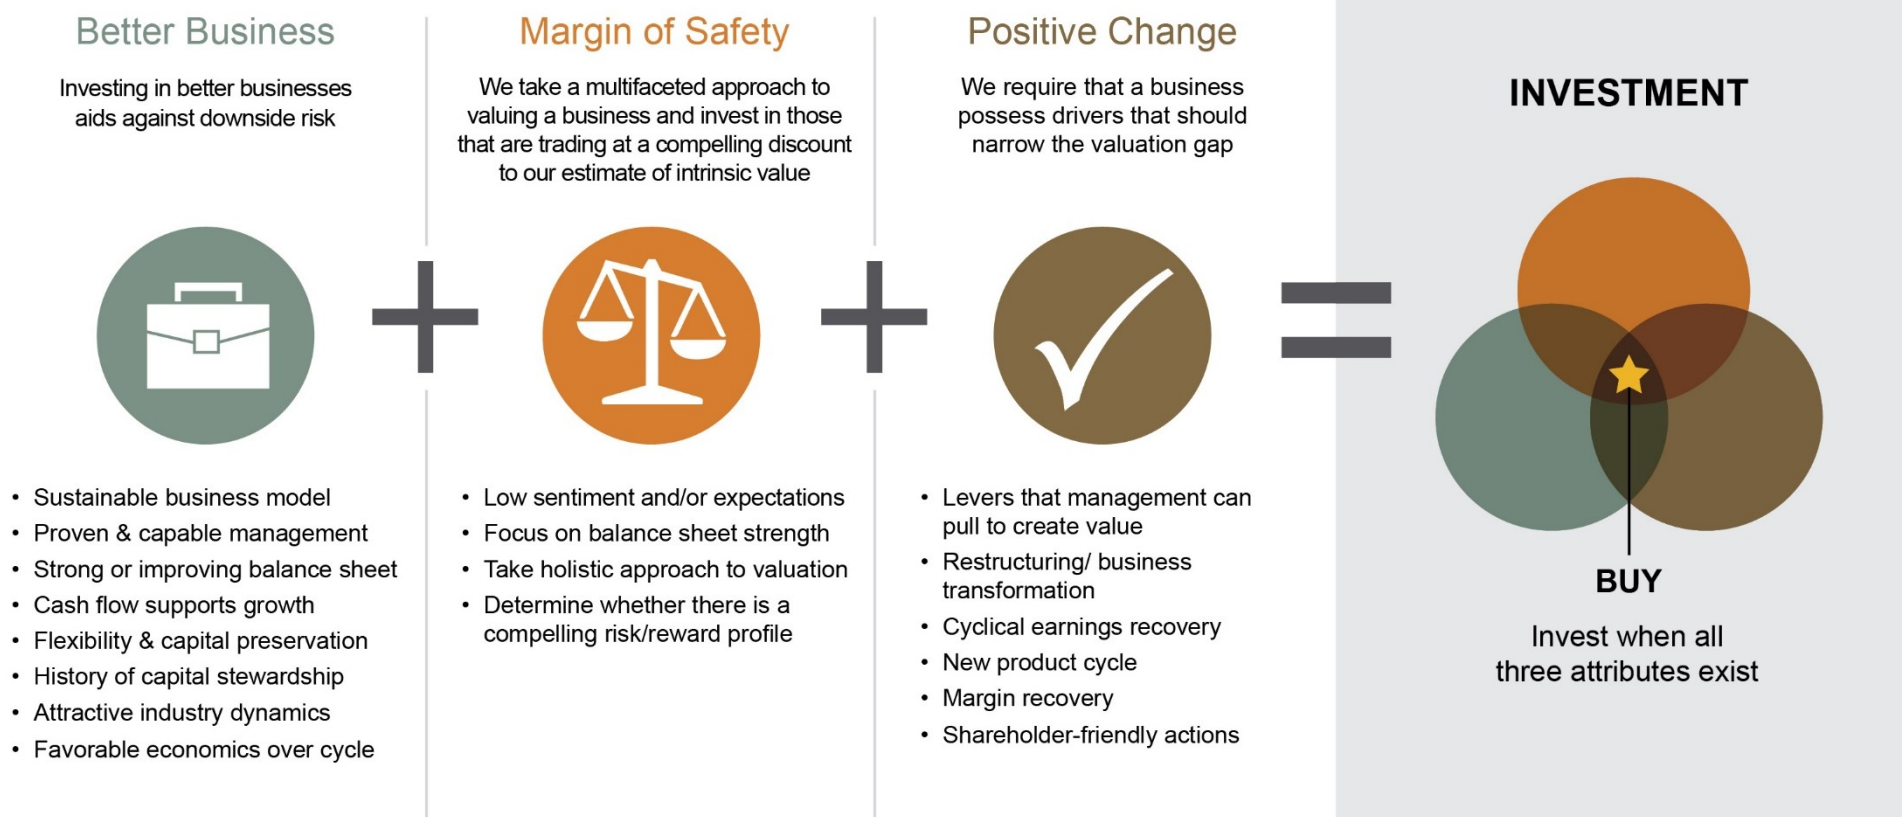 Better Business
Investing in better businesses
aids against downside risk
• Sustainable business model
• Proven & capable management
• Strong or improving balance sheet
• Cash flow supports growth
• Flexibility & capital preservation
• History of capital stewardship
• Attractive industry dynamics
• Favorable economics over cycle
Margin of Safety
We take a multifaceted approach to
valuing a business and invest in those
that are trading at a compelling discount
to our estimate of intrinsic value
• Low sentiment and/or expectations
• Focus on balance sheet strength
• Take holistic approach to valuation
• Determine whether there is a
compelling risk/reward profile
Positive Change
We require that a business
possess drivers that should
narrow the valuation gap
• Levers that management can
pull to create value
• Restructuring/ business
transformation
• Cyclical earnings recovery
• New product cycle
• Margin recovery
• Shareholder-friendly actions
INVESTMENT
BUY
Invest when all
three attributes exist